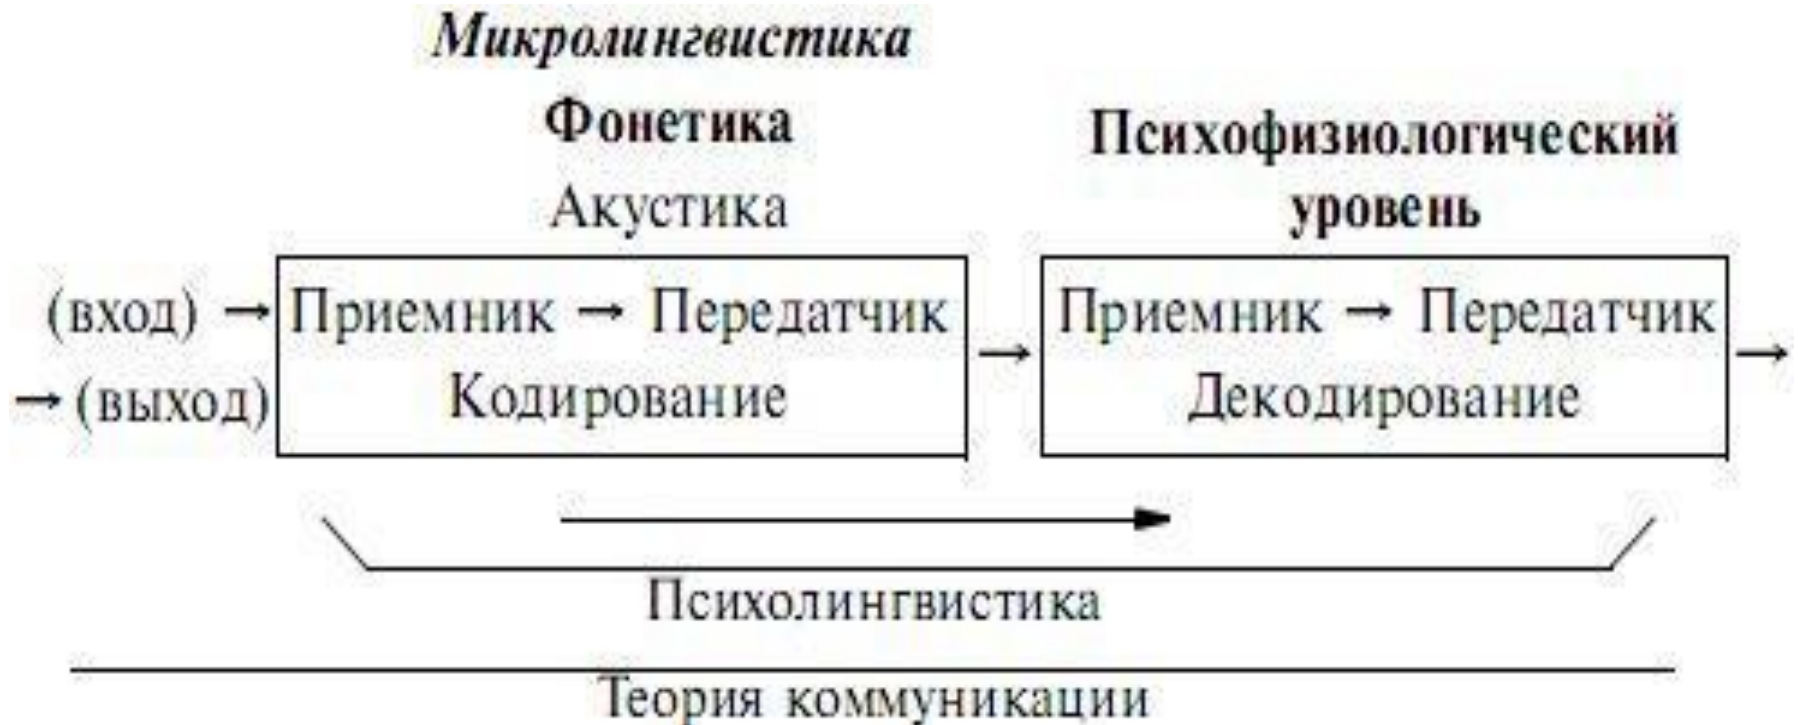 Микролингвистика
Фонетика
Акустика
Психофизиологический
уровень
(вход) → Приемник → Передатчик → Приемник → Передатчик →
→ (выход) Кодирование Декодирование
Психолингвистика
Теория коммуникации